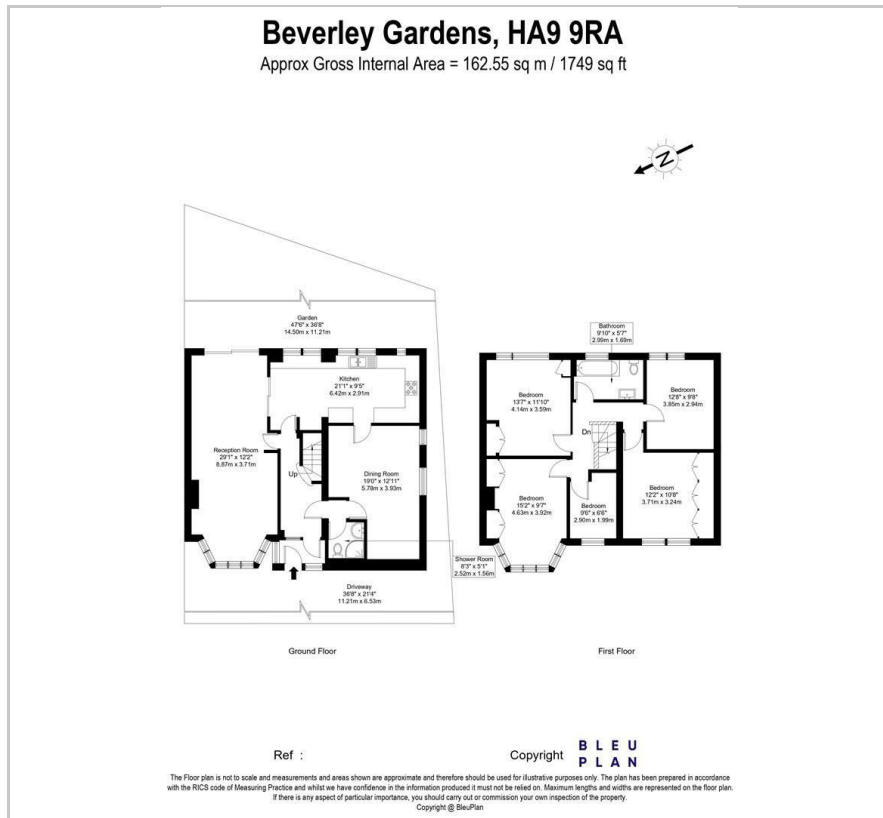 Beverley Gardens, HA9 9RA
Approx Gross Internal Area = 162.55 sq m / 1749 sq ft
N
Garden
47'6" x 36'8"
14.50m x 11.21m
Kitchen
21'1" x 9'5"
6.42m x 2.91m
Reception Room
29'1" x 12'2"
8.87m x 3.71m
Up
Dining Room
19'0" x 12'11"
5.78m x 3.93m
Shower Room
8'3" x 5'1"
2.52m x 1.56m
Driveway
36'8" x 21'4"
11.21m x 6.53m
Ground Floor
Bathroom
9'10" x 5'7"
2.99m x 1.69m
Bedroom
13'7" x 11'10"
4.14m x 3.59m
Bedroom
12'8" x 9'8"
3.85m x 2.94m
Dn
Bedroom
15'2" x 9'7"
4.63m x 3.92m
Bedroom
9'6" x 6'6"
2.90m x 1.99m
Bedroom
12'2" x 10'8"
3.71m x 3.24m
First Floor
Ref :
Copyright
BLEU
PLAN
The Floor plan is not to scale and measurements and areas shown are approximate and therefore should be used for illustrative purposes only. The plan has been prepared in accordance
with the RICS code of Measuring Practice and whilst we have confidence in the information produced it must not be relied on. Maximum lengths and widths are represented on the floor plan.
If there is any aspect of particular importance, you should carry out or commission your own inspection of the property.
Copyright @ BleuPlan